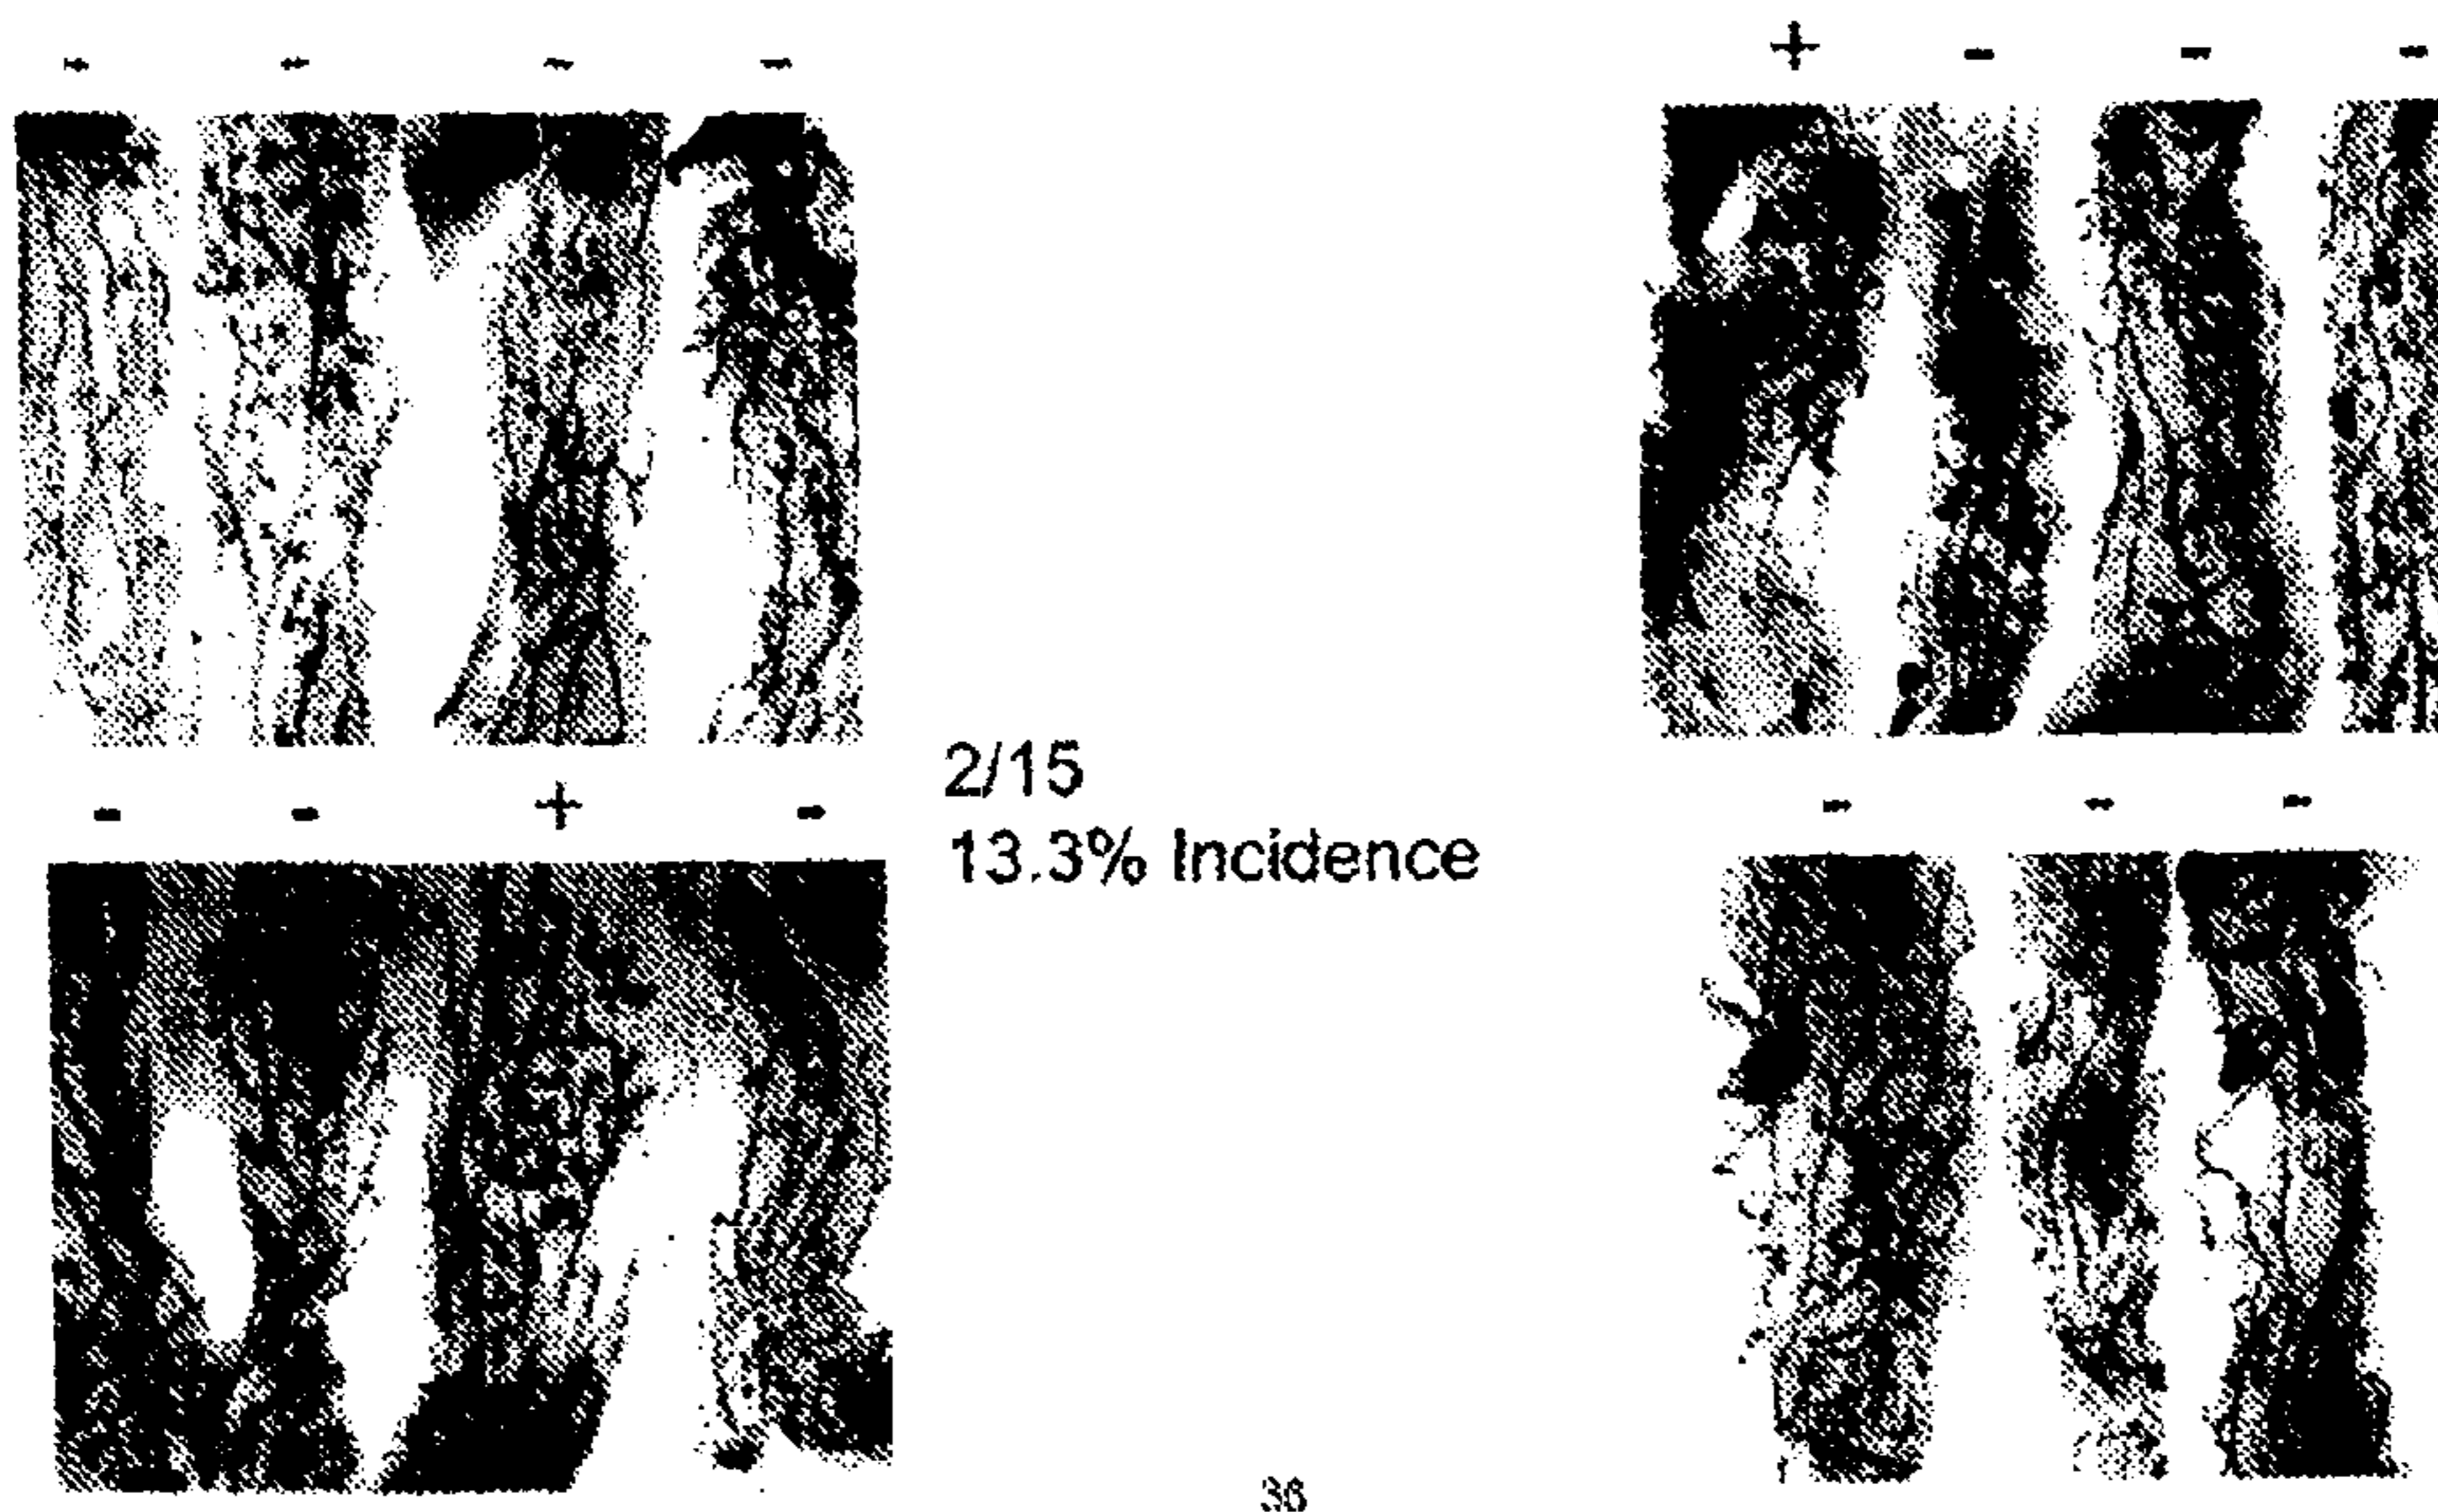 - - - -
+ - - -
2/15
13.3% Incidence
- - + -
- - -
36